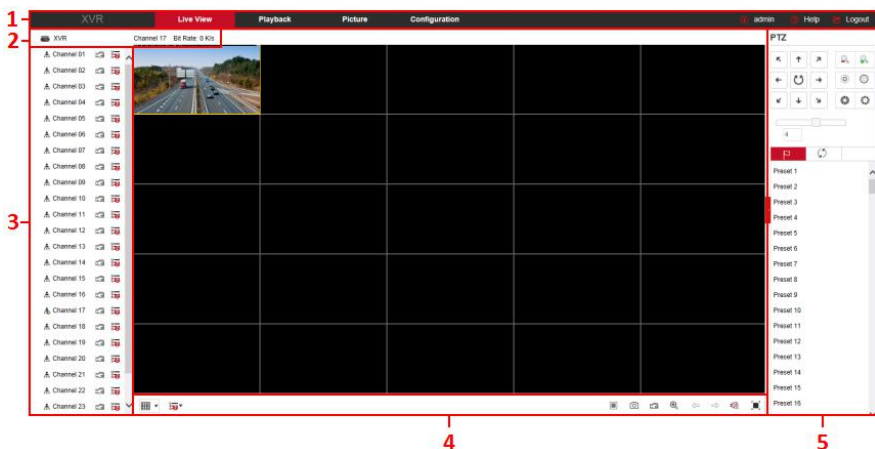 1 XVR Live View Playback Picture Configuration admin Help Logout
2 XVR Channel 17 Bit Rate: 0 K/s PTZ
Channel 01
Channel 02
Channel 03
Channel 04
Channel 05
Channel 06
Channel 07
Channel 08
Channel 09
Channel 10
3 Channel 11
Channel 12
Channel 13
Channel 14
Channel 15
Channel 16
Channel 17
Channel 18
Channel 19
Channel 20
Channel 21
Channel 22
Channel 23
4
Preset 1
Preset 2
Preset 3
Preset 4
Preset 5
Preset 6
Preset 7
Preset 8
Preset 9
Preset 10
Preset 11
Preset 12
Preset 13
Preset 14
Preset 15
Preset 16
4
5